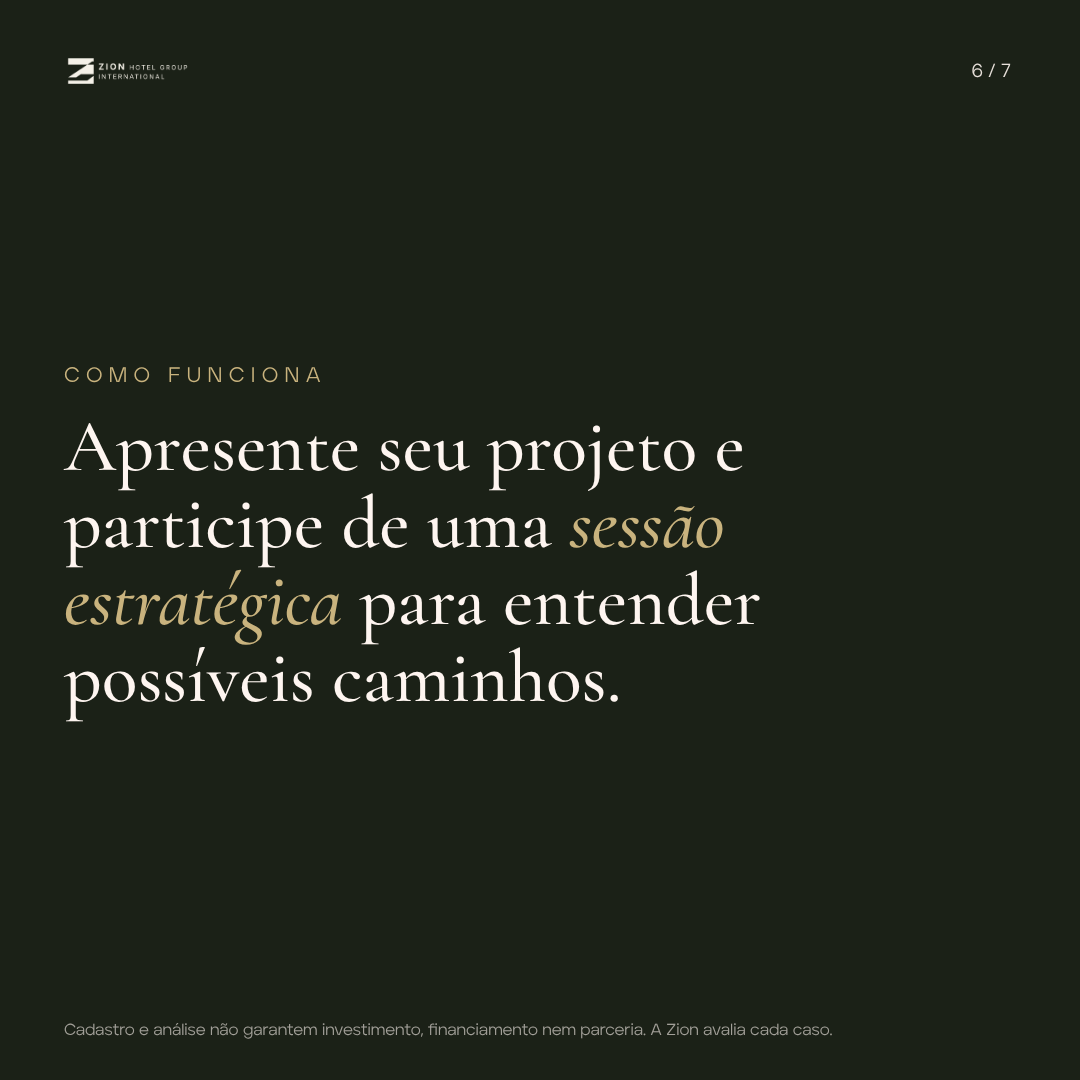 ZION HOTEL GROUP
INTERNATIONAL
6 / 7
COMO FUNCIONA
Apresente seu projeto e
participe de uma sessão
estratégica para entender
possíveis caminhos.
Cadastro e análise não garantem investimento, financiamento nem parceria. A Zion avalia cada caso.